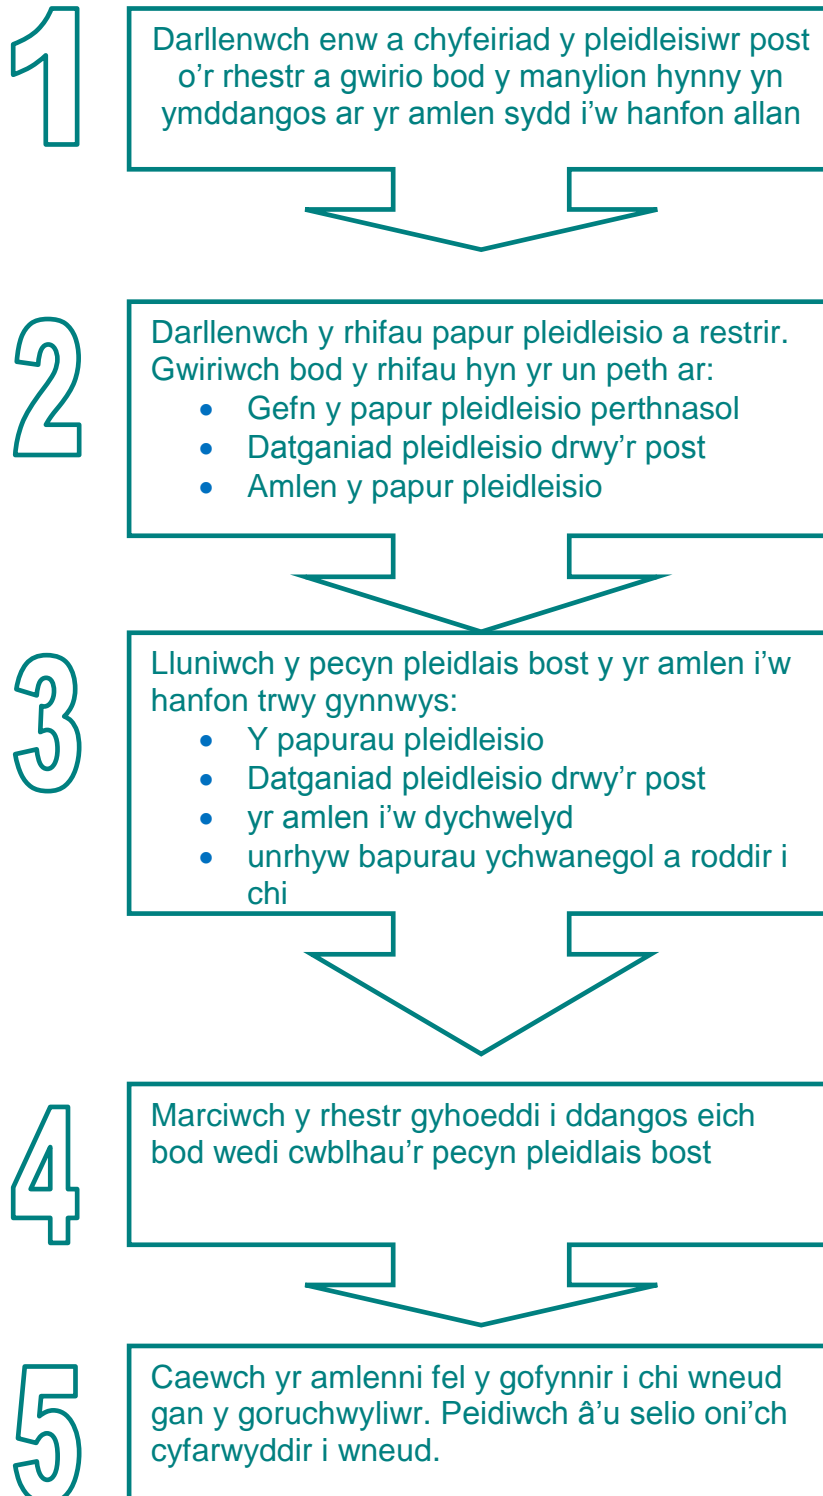 1
Darllenwch enw a chyfeiriad y pleidleisiwr post
o’r rhestr a gwirio bod y manylion hynny yn
ymddangos ar yr amlen sydd i’w hanfon allan
2
Darllenwch y rhifau papur pleidleisio a restrir.
Gwiriwch bod y rhifau hyn yr un peth ar:
• Gefn y papur pleidleisio perthnasol
• Datganiad pleidleisio drwy’r post
• Amlen y papur pleidleisio
3
Lluniwch y pecyn pleidlais bost y yr amlen i’w
hanfon trwy gynnwys:
• Y papurau pleidleisio
• Datganiad pleidleisio drwy’r post
• yr amlen i’w dychwelyd
• unrhyw bapurau ychwanegol a roddir i
chi
4
Marciwch y rhestr gyhoeddi i ddangos eich
bod wedi cwblhau’r pecyn pleidlais bost
5
Caewch yr amlenni fel y gofynnir i chi wneud
gan y goruchwyliwr. Peidiwch â’u selio oni’ch
cyfarwyddir i wneud.